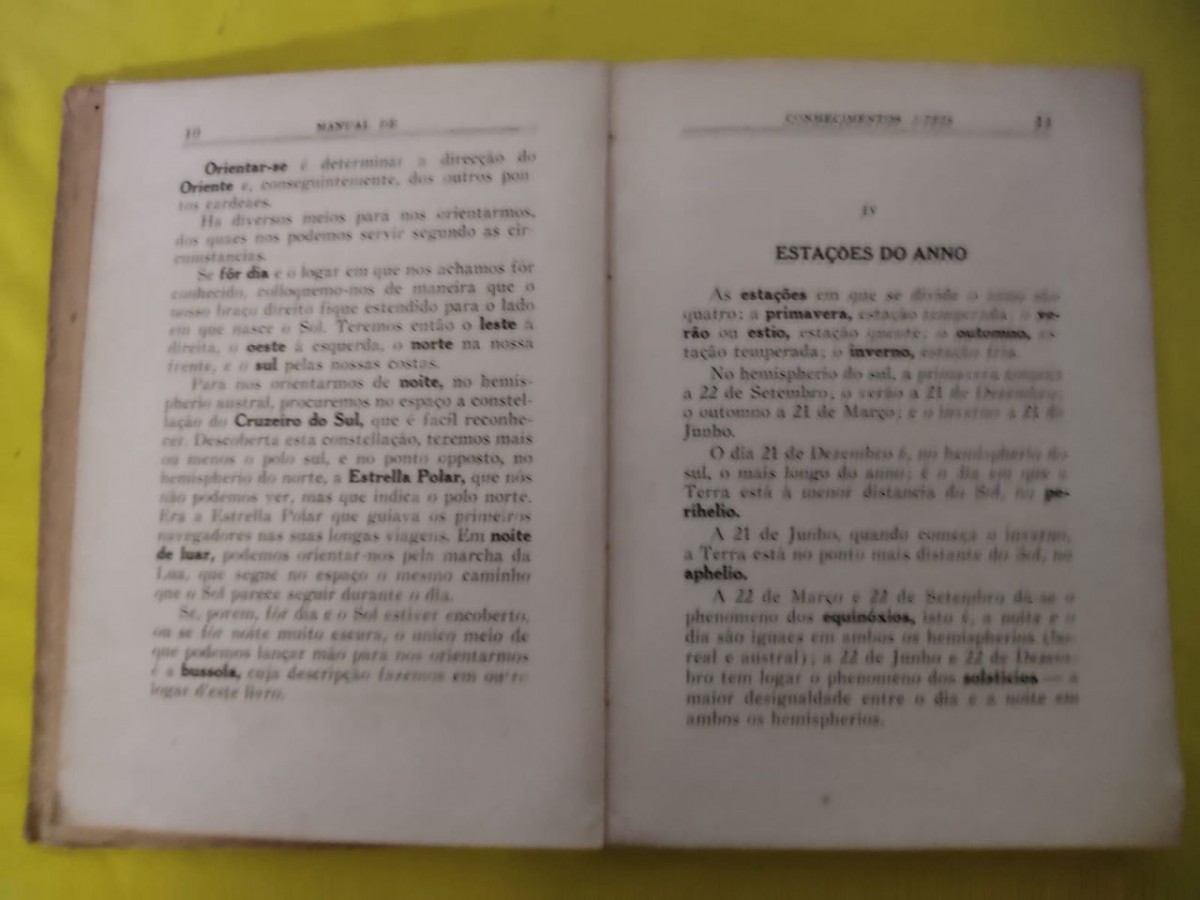 10 MANUAL DE
Orientar-se é determinar a direcção do
Oriente e, conseguintemente, dos outros pon-
tos cardeaes.
Ha diversos meios para nos orientarmos,
dos quaes nos podemos servir segundo as cir-
cumstancias.
Se fôr dia e o logar em que nos achamos fôr
conhecido, colloquemo-nos de maneira que o
nosso braço direito fique estendido para o lado
em que nasce o Sol. Teremos então o leste á
direita, o oeste á esquerda, o norte na nossa
frente, e o sul pelas nossas costas.
Para nos orientarmos de noite, no hemis-
pherio austral, procuremos no espaço a constel-
lação do Cruzeiro do Sul, que é facil reconhe-
cer. Descoberta esta constellação, teremos mais
ou menos o polo sul, e no ponto opposto, no
hemispherio do norte, a Estrella Polar, que nós
não podemos ver, mas que indica o polo norte.
Era a Estrella Polar que guiava os primeiros
navegadores nas suas longas viagens. Em noite
de luar, podemos orientar-nos pela marcha da
Lua, que segue no espaço o mesmo caminho
que o Sol parece seguir durante o dia.
Se, porem, fôr dia e o Sol estiver encoberto,
ou se fôr noite muito escura, o unico meio de
que podemos lançar mão para nos orientarmos
é a bussola, cuja descripção fazemos em outro
logar d'este livro.
CONHECIMENTOS UTEIS 11
IV
ESTAÇÕES DO ANNO
As estações em que se divide o anno são
quatro: a primavera, estação temperada; o ve-
rão ou estio, estação quente; o outomno, es-
tação temperada; o inverno, estação fria.
No hemispherio do sul, a primavera começa
a 22 de Setembro; o verão a 21 de Dezembro;
o outomno a 21 de Março; e o inverno a 21 de
Junho.
O dia 21 de Dezembro é, no hemispherio do
sul, o mais longo do anno; é o dia em que a
Terra está à menor distancia do Sol, no pe-
rihelio.
A 21 de Junho, quando começa o inverno,
a Terra está no ponto mais distante do Sol, no
aphelio.
A 22 de Março e 22 de Setembro dá-se o
phenomeno dos equinóxios, isto é, a noite e o
dia são iguaes em ambos os hemispherios (bo-
real e austral); a 22 de Junho e 22 de Dezem-
bro tem logar o phenomeno dos solsticios — a
maior desigualdade entre o dia e a noite em
ambos os hemispherios.